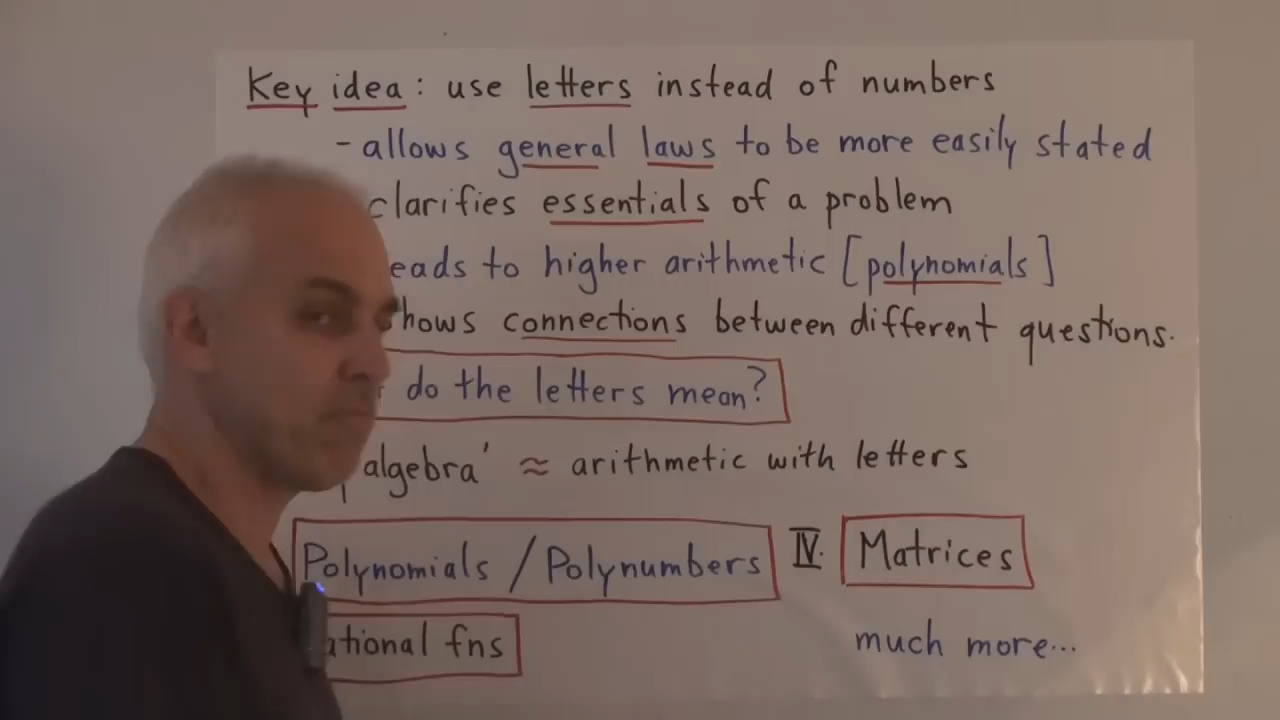 Key idea: use letters instead of numbers
- allows general laws to be more easily stated
clarifies essentials of a problem
eads to higher arithmetic [polynomials]
hows connections between different questions.
do the letters mean?
algebra' ≈ arithmetic with letters
Polynomials / Polynumbers IV. Matrices
ational fns much more...